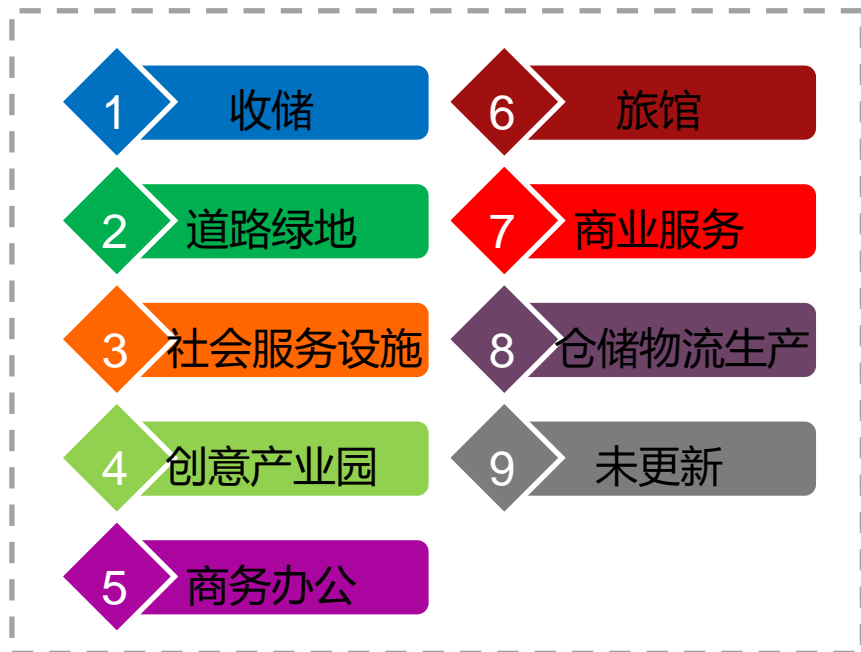 1 收储
2 道路绿地
3 社会服务设施
4 创意产业园
5 商务办公
6 旅馆
7 商业服务
8 仓储物流生产
9 未更新